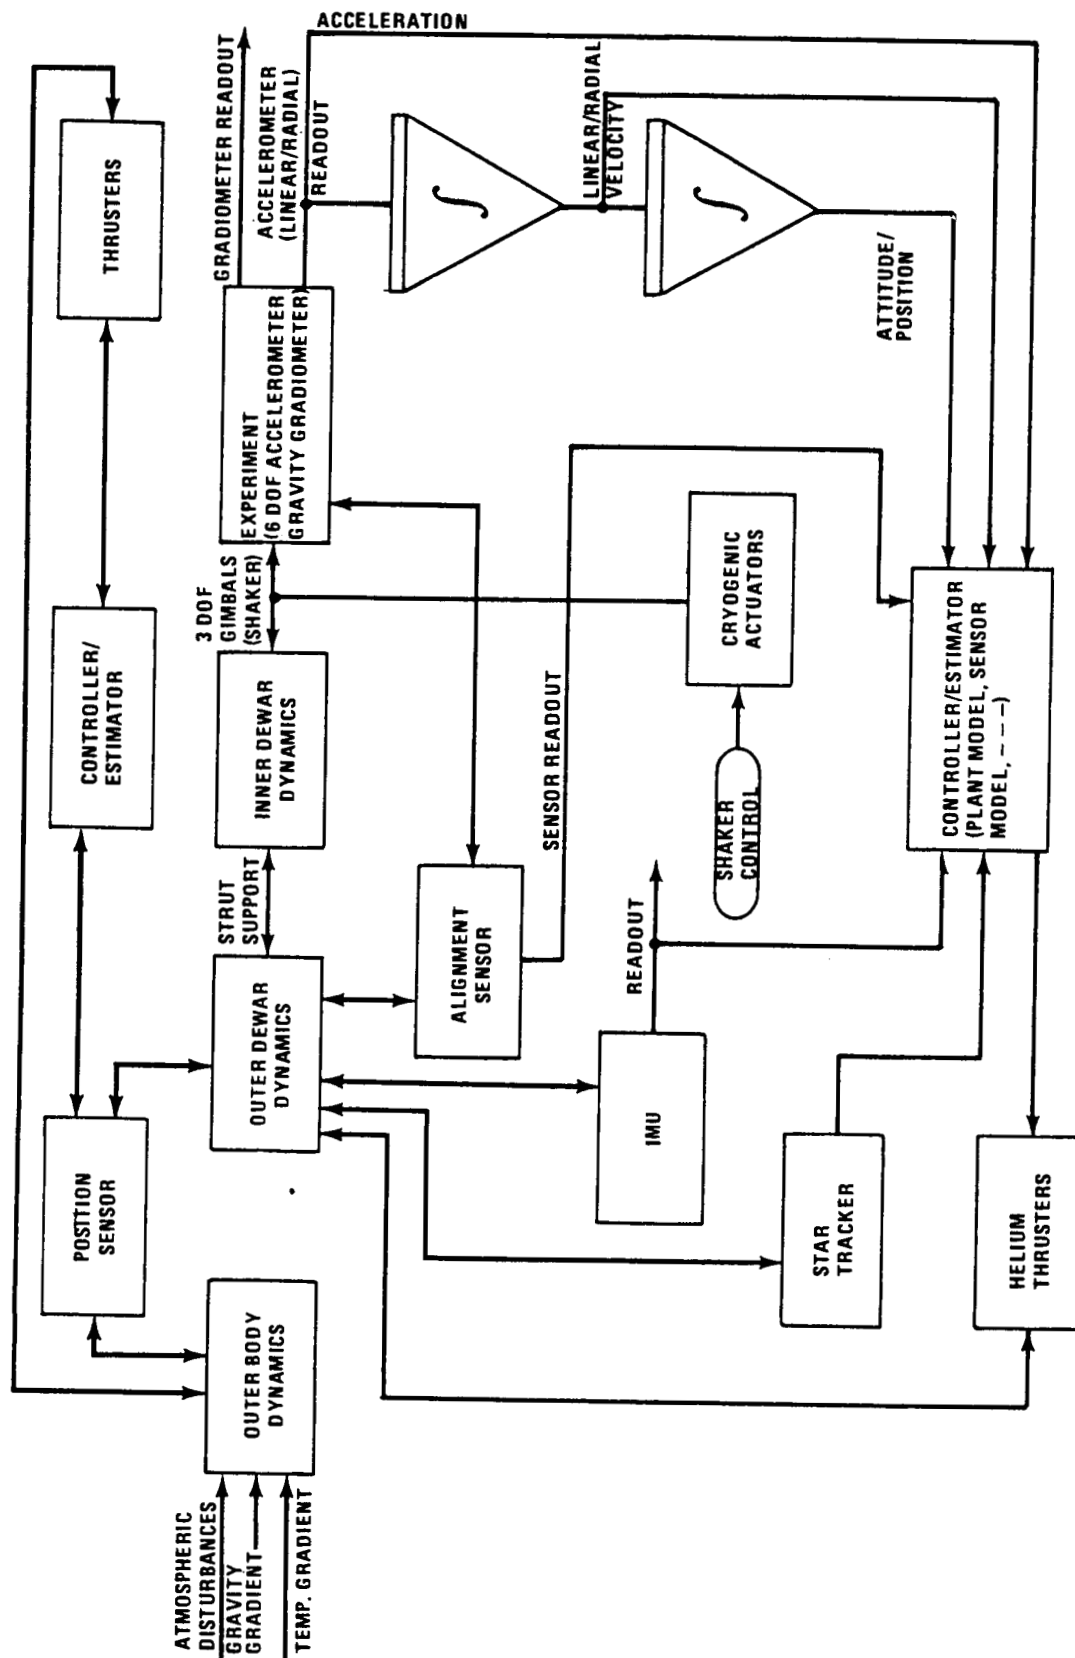 ATMOSPHERIC
DISTURBANCES
GRAVITY
GRADIENT
TEMP. GRADIENT
OUTER BODY
DYNAMICS
POSITION
SENSOR
CONTROLLER/
ESTIMATOR
THRUSTERS
OUTER DEWAR
DYNAMICS
STRUT
SUPPORT
INNER DEWAR
DYNAMICS
3 DOF
GIMBALS
(SHAKER)
EXPERIMENT
(6 DOF ACCELEROMETER
GRAVITY GRADIOMETER)
GRADIOMETER READOUT
ACCELEROMETER
(LINEAR/RADIAL)
READOUT
ACCELERATION
∫
LINEAR/RADIAL
VELOCITY
∫
ATTITUDE/
POSITION
ALIGNMENT
SENSOR
SENSOR READOUT
IMU
READOUT
SHAKER
CONTROL
CRYOGENIC
ACTUATORS
STAR
TRACKER
HELIUM
THRUSTERS
CONTROLLER/ESTIMATOR
(PLANT MODEL, SENSOR
MODEL, – – –)